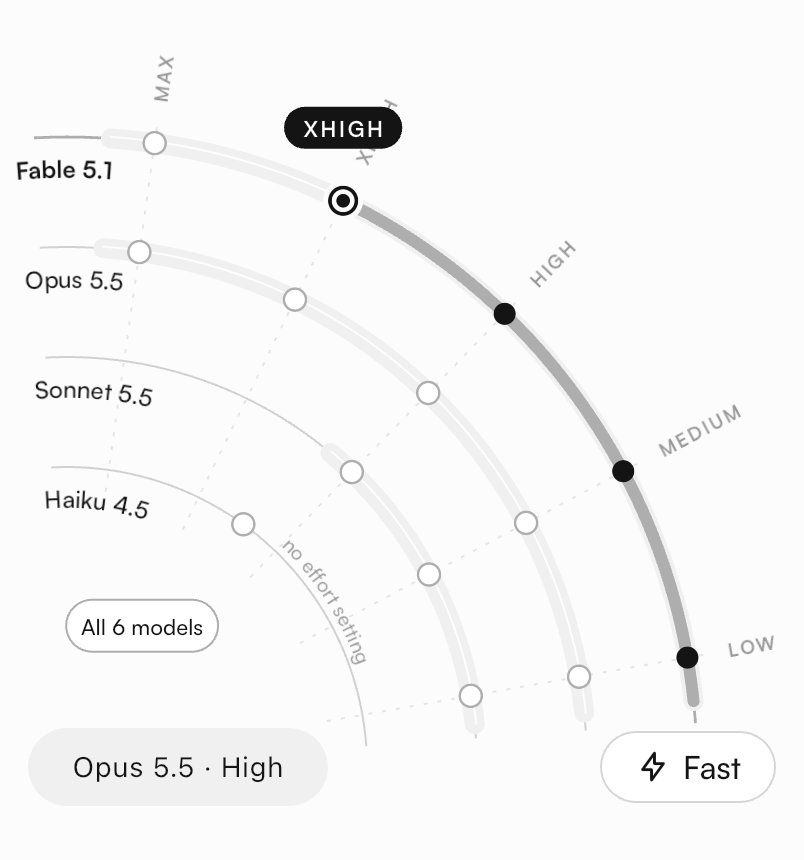 MAX
XHIGH
HIGH
Fable 5.1
Opus 5.5
Sonnet 5.5
MEDIUM
Haiku 4.5
no effort setting
All 6 models
LOW
Opus 5.5 · High
Fast